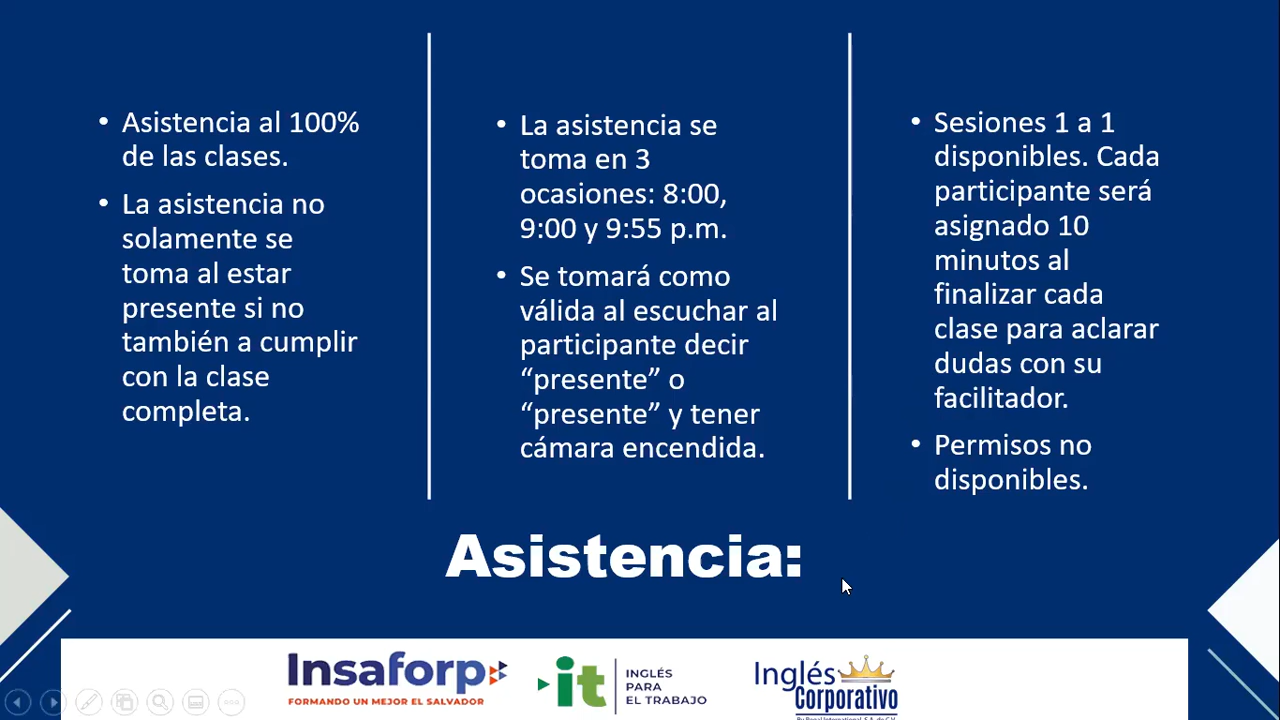 • Asistencia al 100%
de las clases.
• La asistencia no
solamente se
toma al estar
presente si no
también a cumplir
con la clase
completa.
• La asistencia se
toma en 3
ocasiones: 8:00,
9:00 y 9:55 p.m.
• Se tomará como
válida al escuchar al
participante decir
“presente” o
“presente” y tener
cámara encendida.
• Sesiones 1 a 1
disponibles. Cada
participante será
asignado 10
minutos al
finalizar cada
clase para aclarar
dudas con su
facilitador.
• Permisos no
disponibles.
Asistencia:
Insaforp
FORMANDO UN MEJOR EL SALVADOR
it
INGLÉS
PARA
EL TRABAJO
Inglés
Corporativo